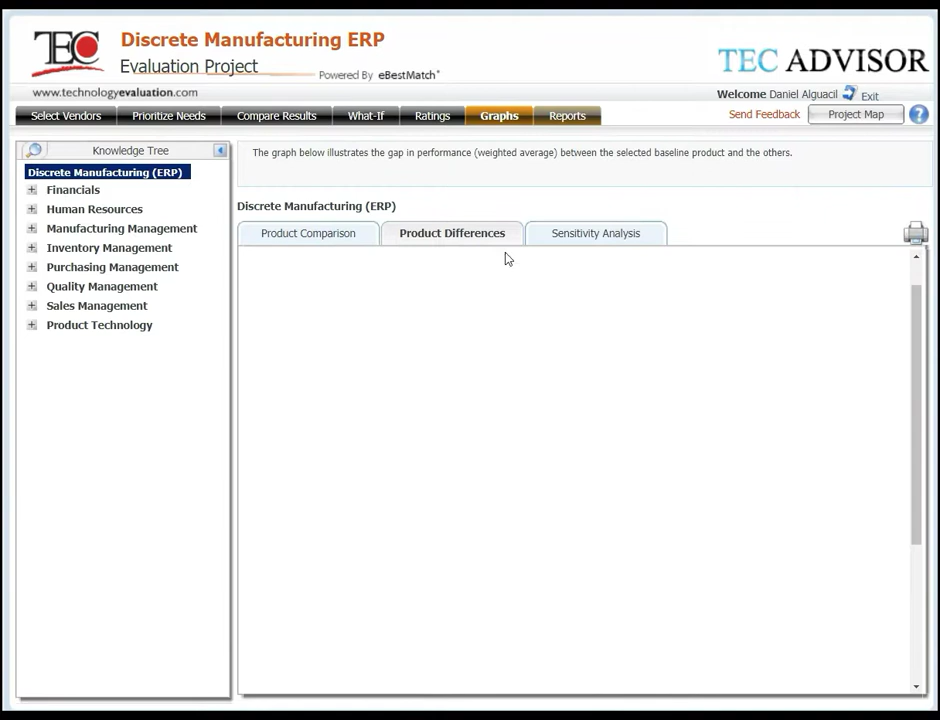 TEC
Discrete Manufacturing ERP
Evaluation Project
Powered By eBestMatch
www.technologyevaluation.com
TEC ADVISOR
Welcome Daniel Alguacil Exit
Select Vendors Prioritize Needs Compare Results What-If Ratings Graphs Reports
Send Feedback Project Map ?
Knowledge Tree
Discrete Manufacturing (ERP)
Financials
Human Resources
Manufacturing Management
Inventory Management
Purchasing Management
Quality Management
Sales Management
Product Technology
The graph below illustrates the gap in performance (weighted average) between the selected baseline product and the others.
Discrete Manufacturing (ERP)
Product Comparison Product Differences Sensitivity Analysis